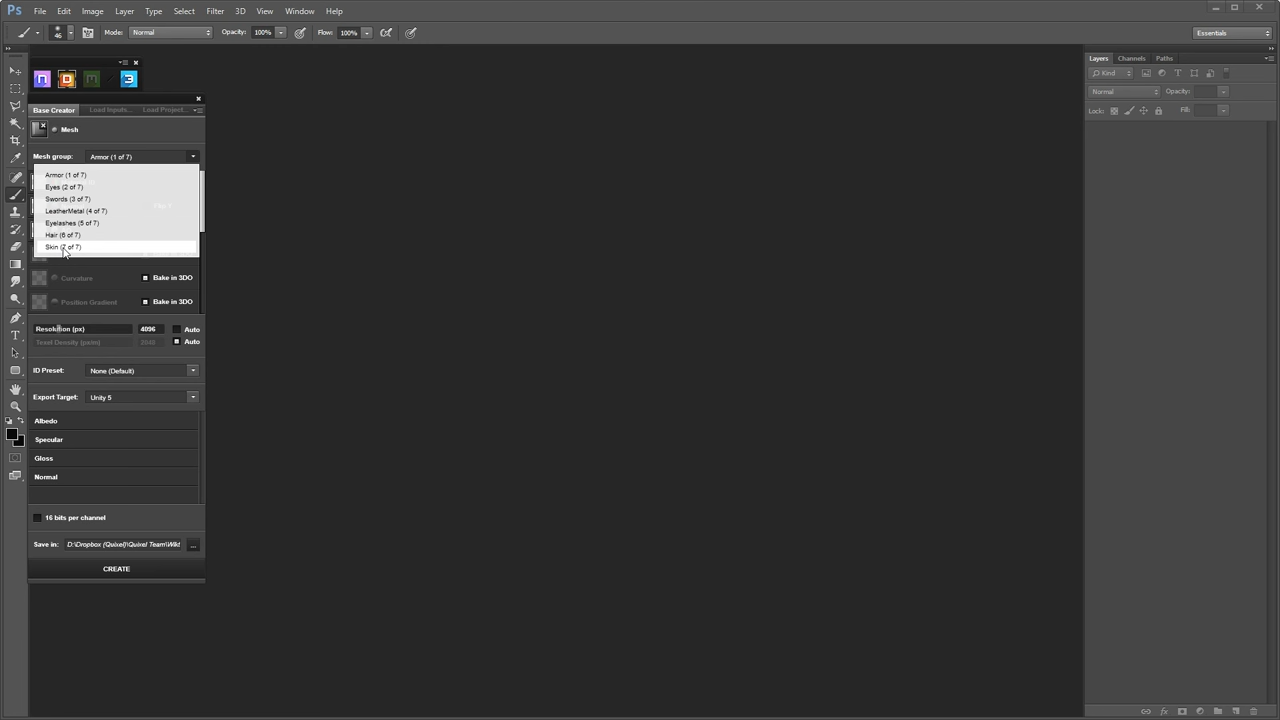 Ps File Edit Image Layer Type Select Filter 3D View Window Help
46 Mode: Normal Opacity: 100% Flow: 100% Essentials
Layers Channels Paths
Kind
Normal Opacity:
Lock: Fill:
Base Creator Load Inputs... Load Project...
Mesh
Mesh group: Armor (1 of 7)
Armor (1 of 7)
Eyes (2 of 7)
Swords (3 of 7)
LeatherMetal (4 of 7)
Eyelashes (5 of 7)
Hair (6 of 7)
Skin (7 of 7)
Curvature Bake in 3DO
Position Gradient Bake in 3DO
Resolution (px) 4096 Auto
Texel Density (px/m) 2048 Auto
ID Preset: None (Default)
Export Target: Unity 5
Albedo
Specular
Gloss
Normal
16 bits per channel
Save in: D:\Dropbox (Quixel)\Quixel Team\Wikt ...
CREATE